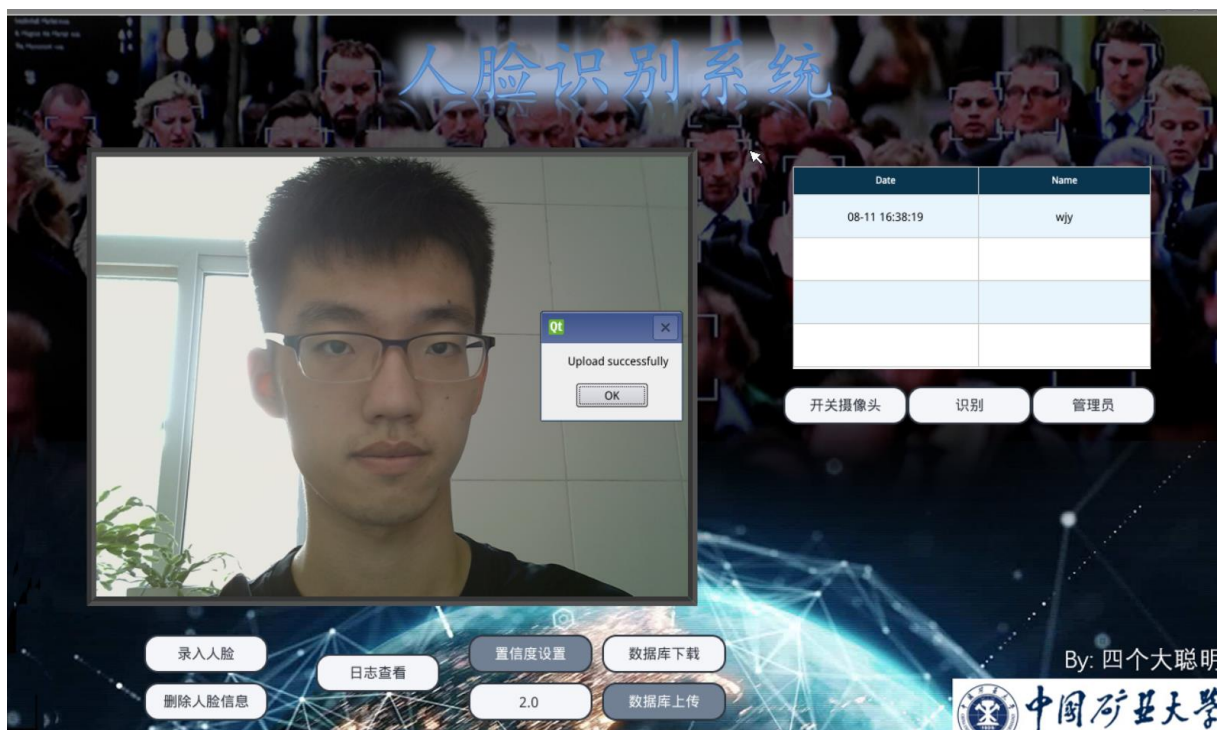 人脸识别系统
Date Name
08-11 16:38:19 wjy
Qt
Upload successfully
OK
开关摄像头 识别 管理员
录入人脸
日志查看
置信度设置
数据库下载
删除人脸信息
2.0
数据库上传
By: 四个大聪明
中国矿业大学